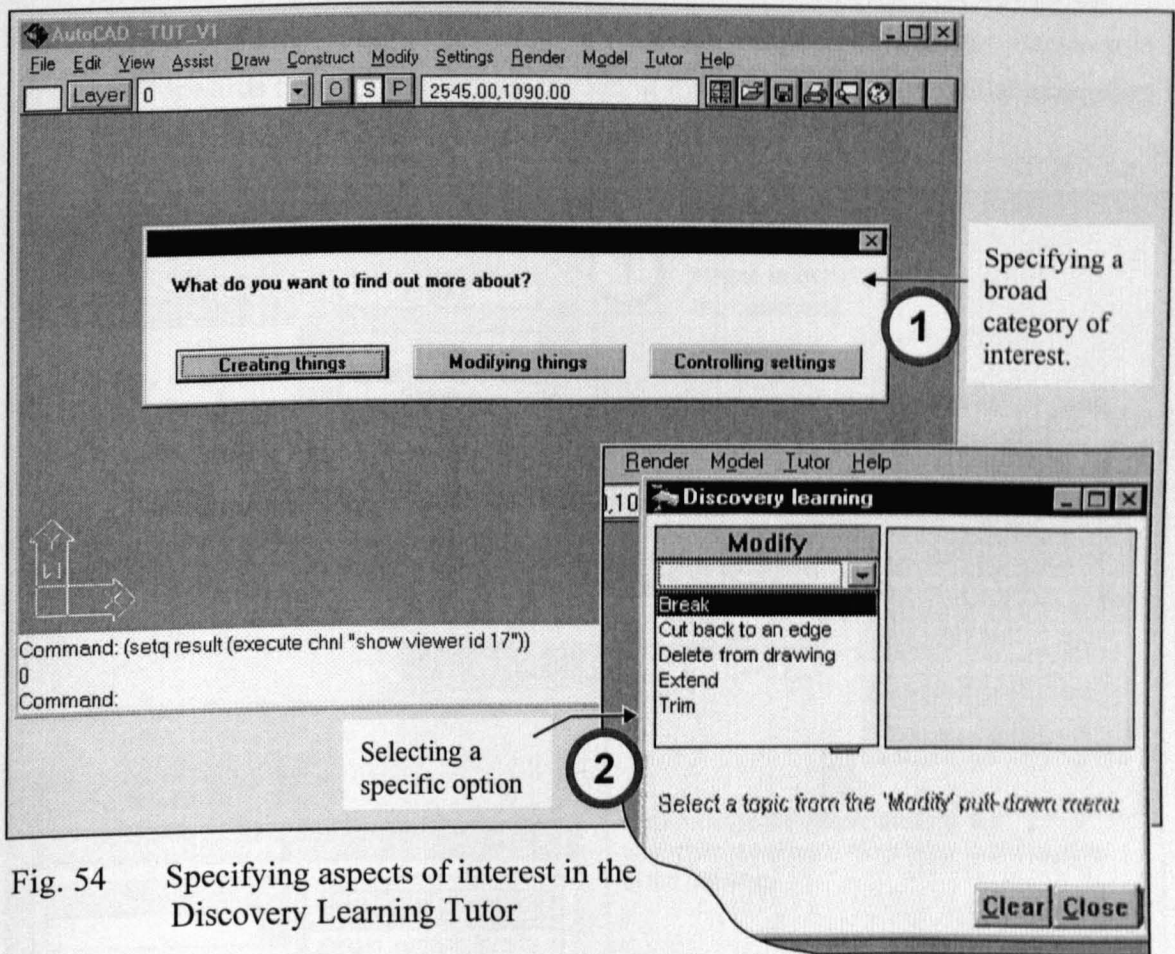 AutoCAD - TUT_V1
File Edit View Assist Draw Construct Modify Settings Render Model Tutor Help
Layer 0 O S P 2545.00,1090.00
What do you want to find out more about?
Creating things Modifying things Controlling settings
1
Specifying a
broad
category of
interest.
Render Model Tutor Help
,10
Discovery learning
Modify
Break
Cut back to an edge
Delete from drawing
Extend
Trim
Select a topic from the 'Modify' pull-down menu
Clear Close
Y
W
X
Command: (setq result (execute chnl "show viewer id 17"))
0
Command:
Selecting a
specific option
2
Fig. 54 Specifying aspects of interest in the
Discovery Learning Tutor